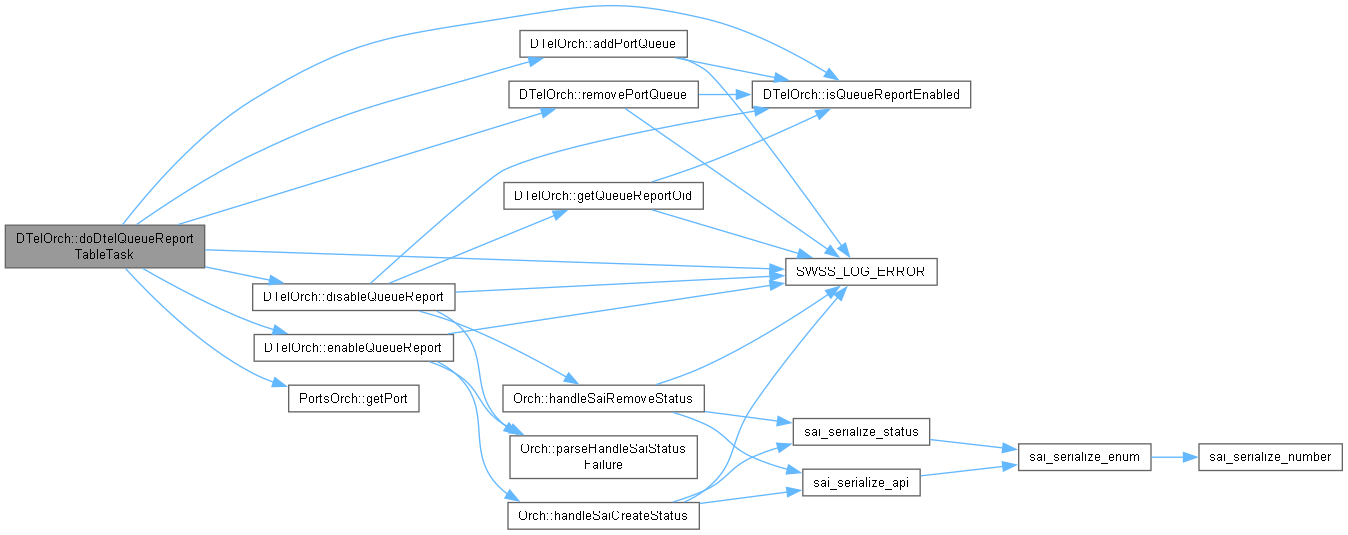 DTelOrch::doDtelQueueReport
TableTask
DTelOrch::addPortQueue
DTelOrch::removePortQueue
DTelOrch::isQueueReportEnabled
DTelOrch::getQueueReportOid
SWSS_LOG_ERROR
DTelOrch::disableQueueReport
DTelOrch::enableQueueReport
PortsOrch::getPort
Orch::handleSaiRemoveStatus
Orch::parseHandleSaiStatus
Failure
Orch::handleSaiCreateStatus
sai_serialize_status
sai_serialize_api
sai_serialize_enum
sai_serialize_number